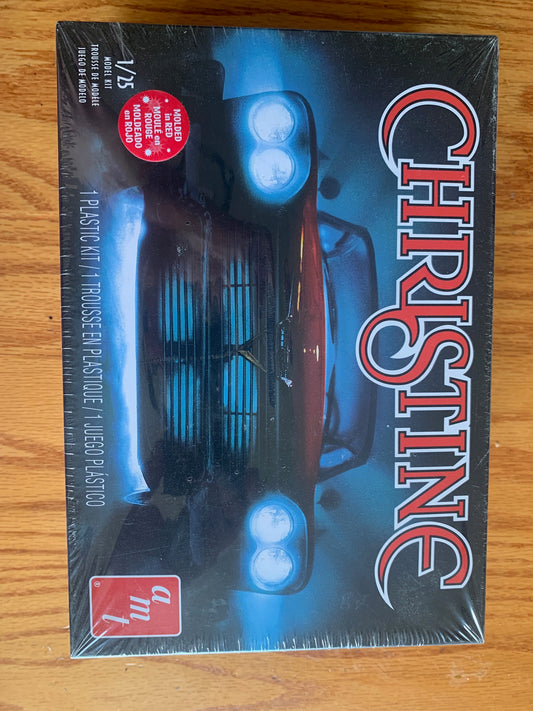 CHRISTINE
1/25
MODEL KIT
TROUSSE DE MODÈLE
JUEGO DE MODELO
MOLDED
in RED
MOULÉ en
ROUGE
MOLDEADO
en ROJO
1 PLASTIC KIT / 1 TROUSSE EN PLASTIQUE / 1 JUEGO PLÁSTICO
amt
®